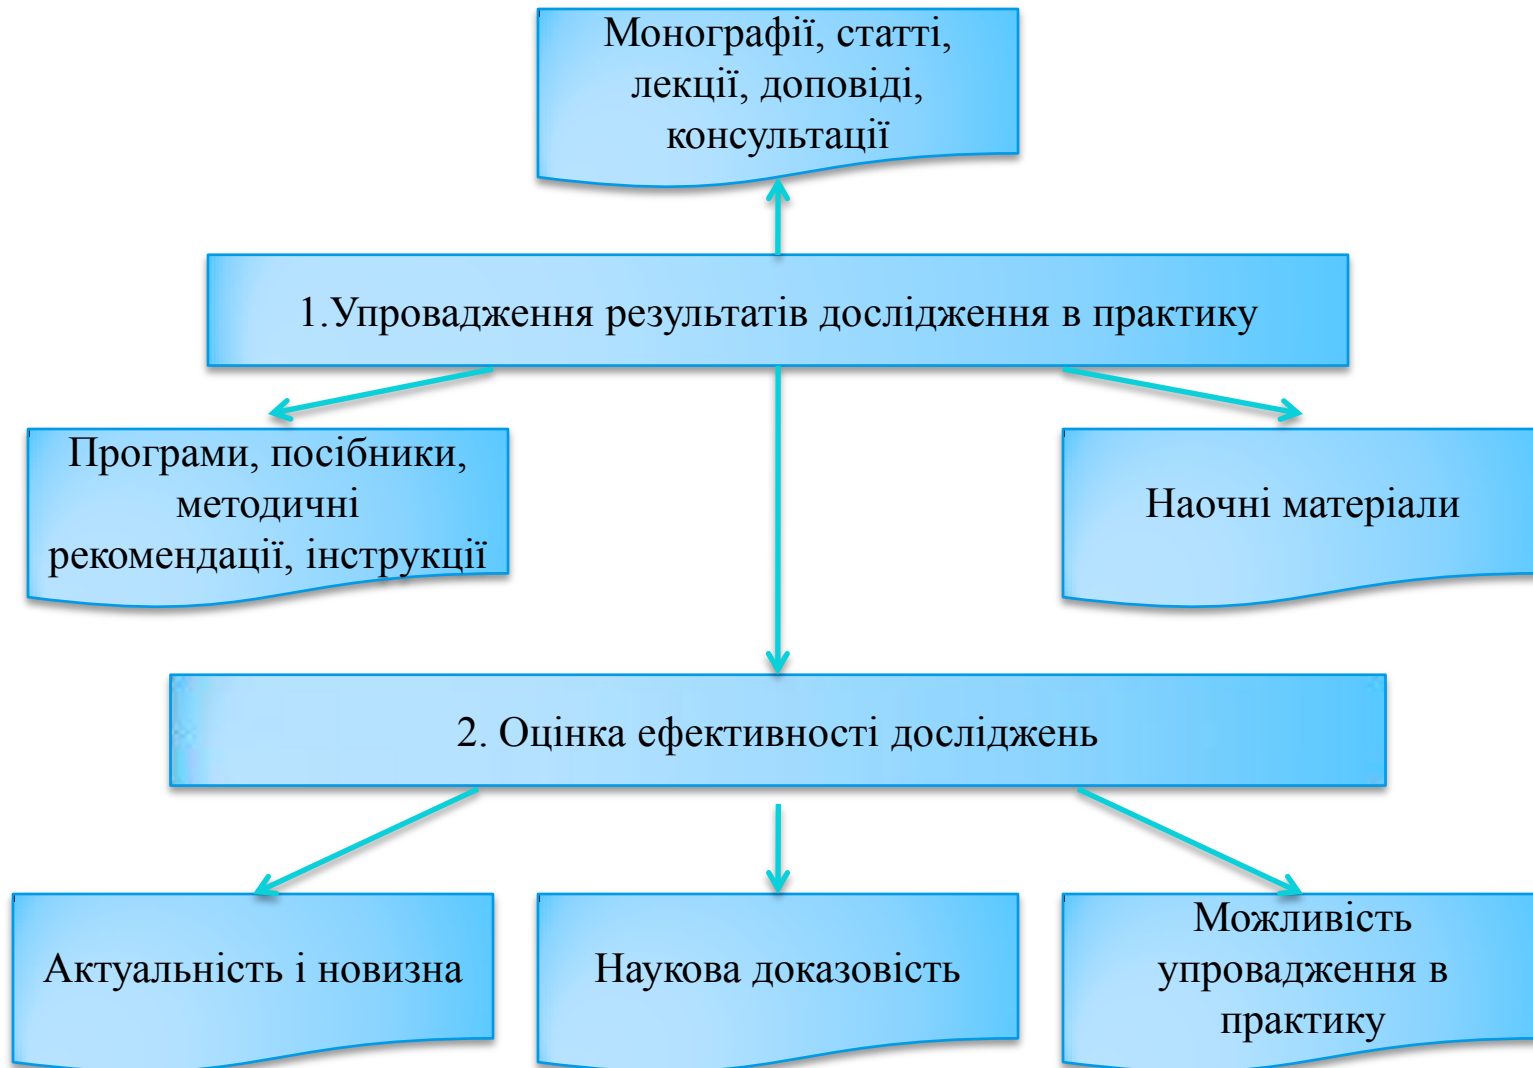 Монографії, статті,
лекції, доповіді,
консультації
1.Упровадження результатів дослідження в практику
Програми, посібники,
методичні
рекомендації, інструкції
Наочні матеріали
2. Оцінка ефективності досліджень
Актуальність і новизна
Наукова доказовість
Можливість
упровадження в
практику